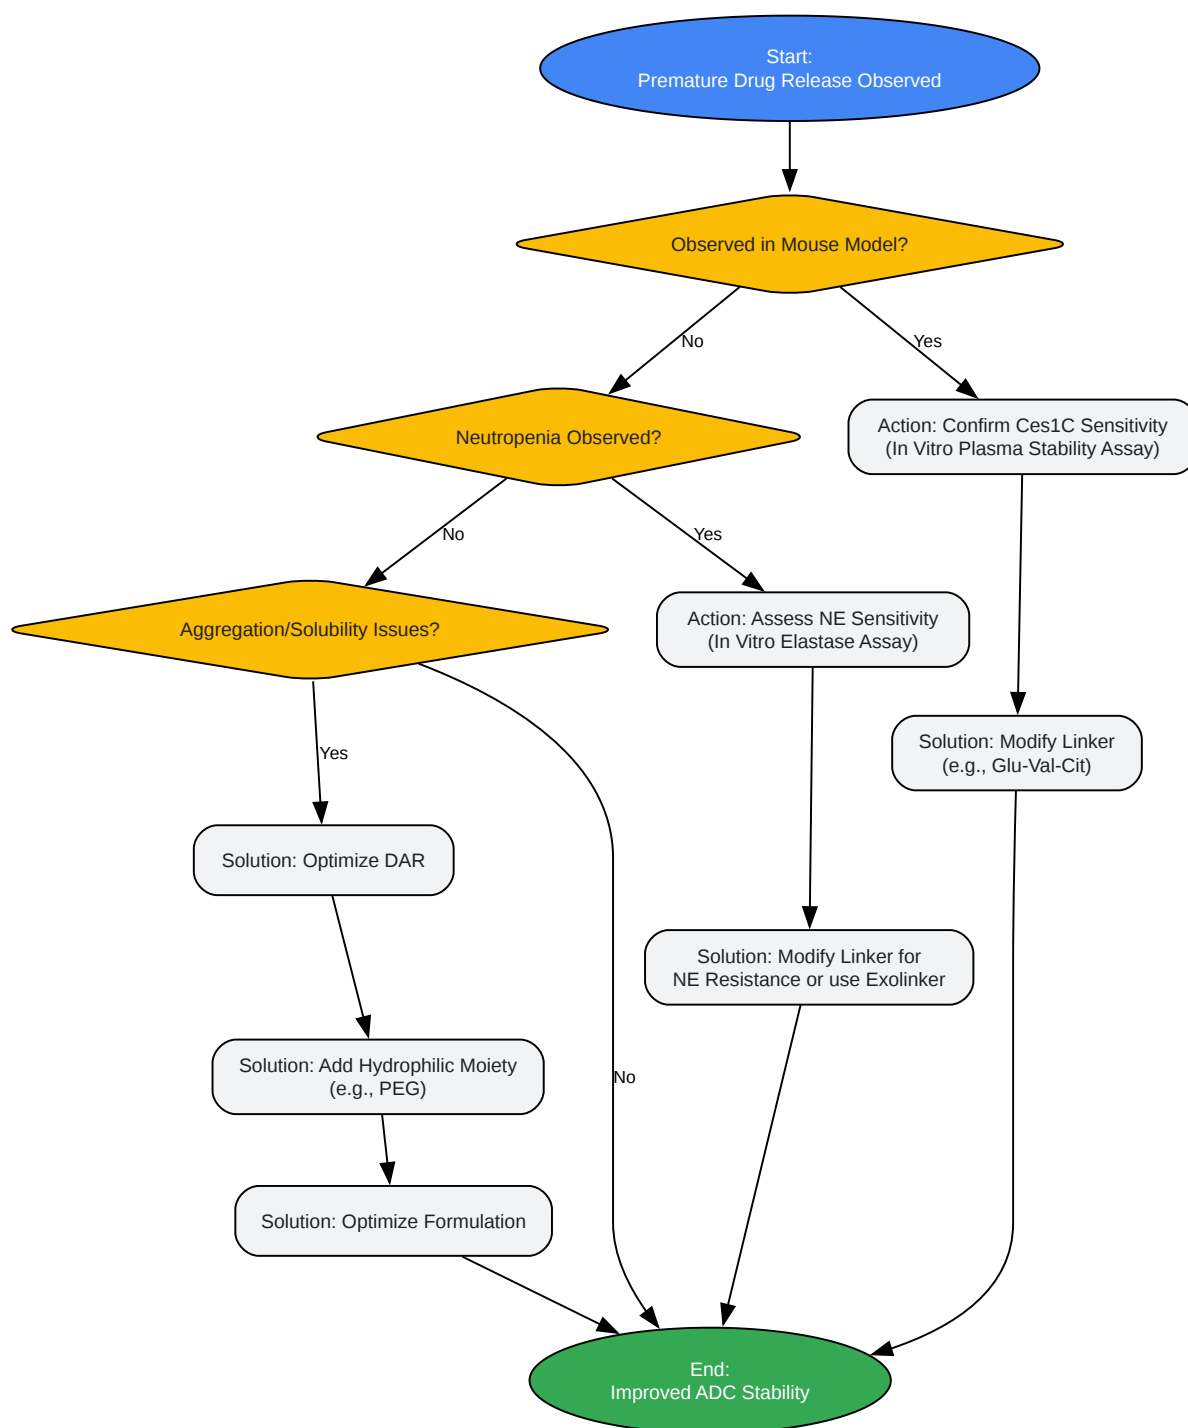 Start:
Premature Drug Release Observed
Observed in Mouse Model?
No
Yes
Neutropenia Observed?
Action: Confirm Ces1C Sensitivity
(In Vitro Plasma Stability Assay)
No
Yes
Aggregation/Solubility Issues?
Action: Assess NE Sensitivity
(In Vitro Elastase Assay)
Yes
Solution: Modify Linker
(e.g., Glu-Val-Cit)
Solution: Optimize DAR
Solution: Modify Linker for
NE Resistance or use Exolinker
Solution: Add Hydrophilic Moiety
(e.g., PEG)
No
Solution: Optimize Formulation
End:
Improved ADC Stability